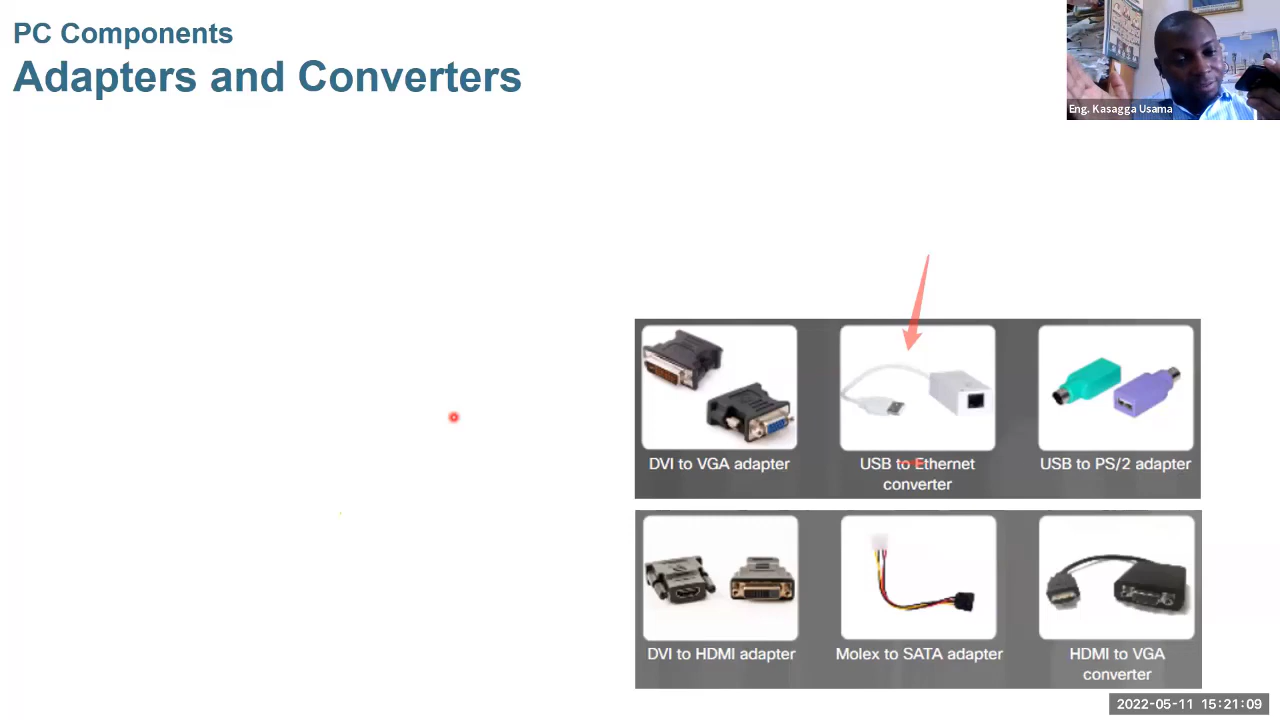 PC Components
Adapters and Converters
Eng. Kasagga Usama
DVI to VGA adapter
USB to Ethernet
converter
USB to PS/2 adapter
DVI to HDMI adapter
Molex to SATA adapter
HDMI to VGA
converter
2022-05-11 15:21:09